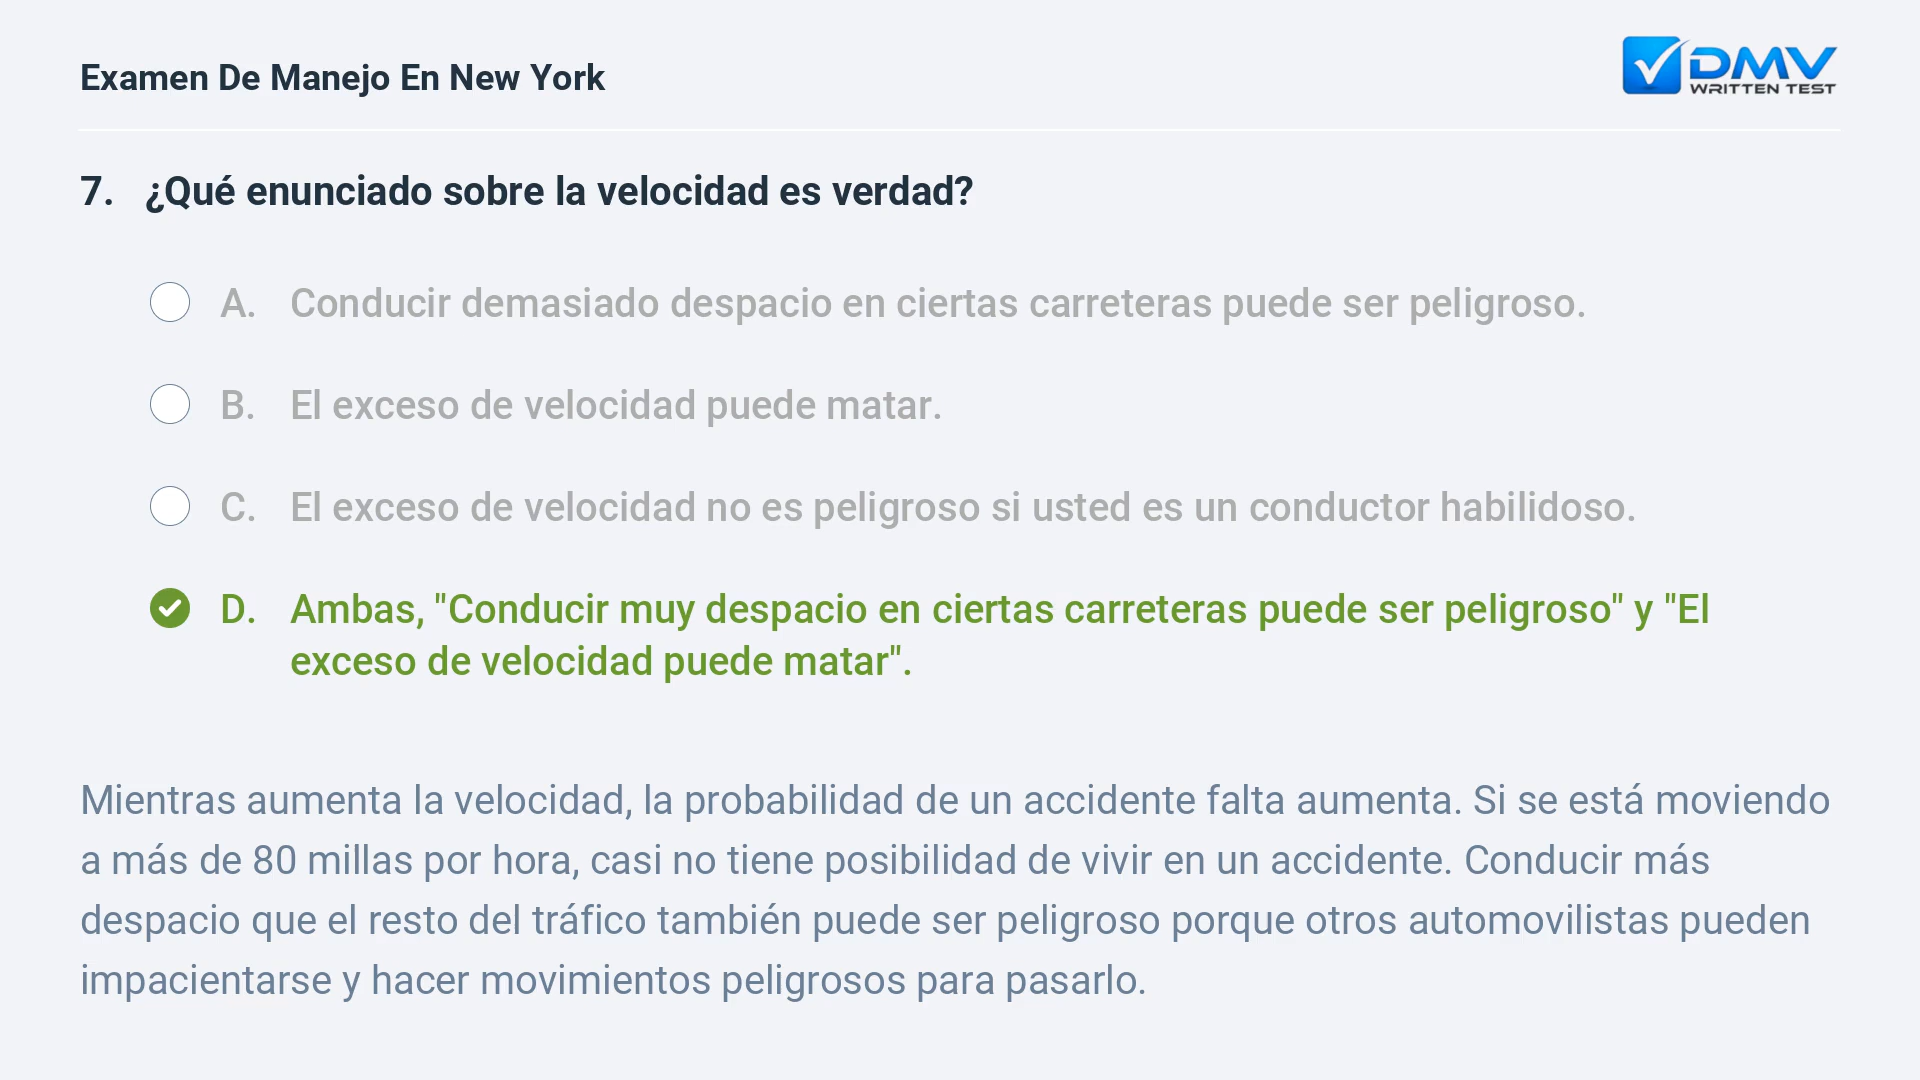 Examen De Manejo En New York
DMV
WRITTEN TEST
7. ¿Qué enunciado sobre la velocidad es verdad?
A. Conducir demasiado despacio en ciertas carreteras puede ser peligroso.
B. El exceso de velocidad puede matar.
C. El exceso de velocidad no es peligroso si usted es un conductor habilidoso.
D. Ambas, "Conducir muy despacio en ciertas carreteras puede ser peligroso" y "El
exceso de velocidad puede matar".
Mientras aumenta la velocidad, la probabilidad de un accidente falta aumenta. Si se está moviendo
a más de 80 millas por hora, casi no tiene posibilidad de vivir en un accidente. Conducir más
despacio que el resto del tráfico también puede ser peligroso porque otros automovilistas pueden
impacientarse y hacer movimientos peligrosos para pasarlo.